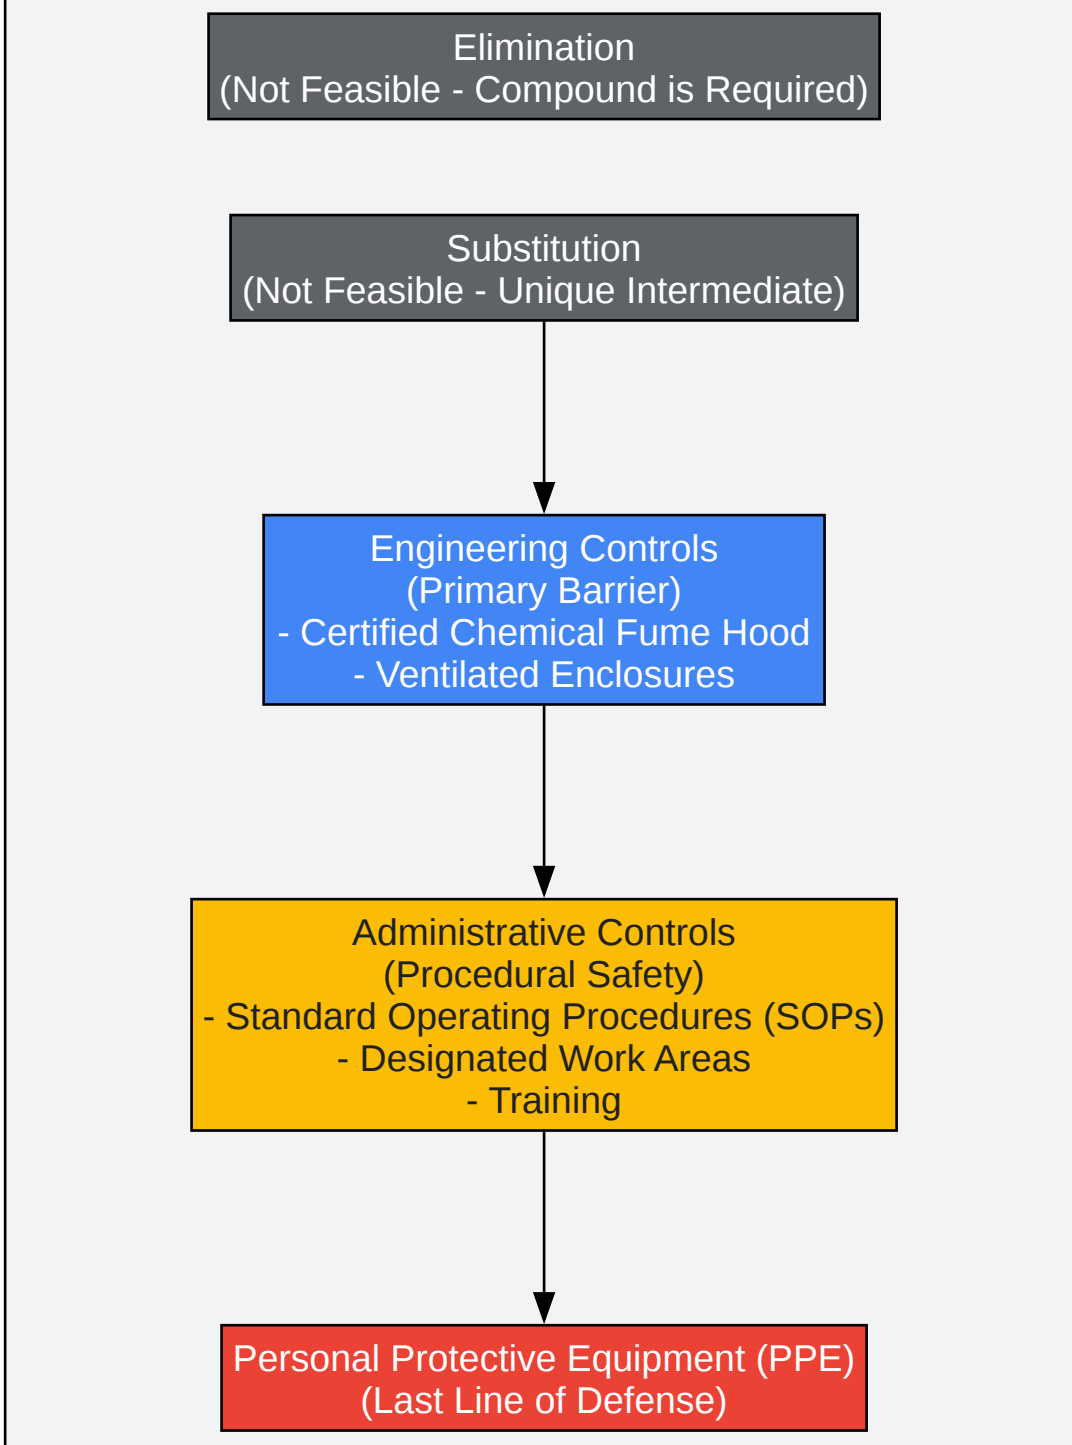 Elimination
(Not Feasible - Compound is Required)
Substitution
(Not Feasible - Unique Intermediate)
Engineering Controls
(Primary Barrier)
- Certified Chemical Fume Hood
- Ventilated Enclosures
Administrative Controls
(Procedural Safety)
- Standard Operating Procedures (SOPs)
- Designated Work Areas
- Training
Personal Protective Equipment (PPE)
(Last Line of Defense)